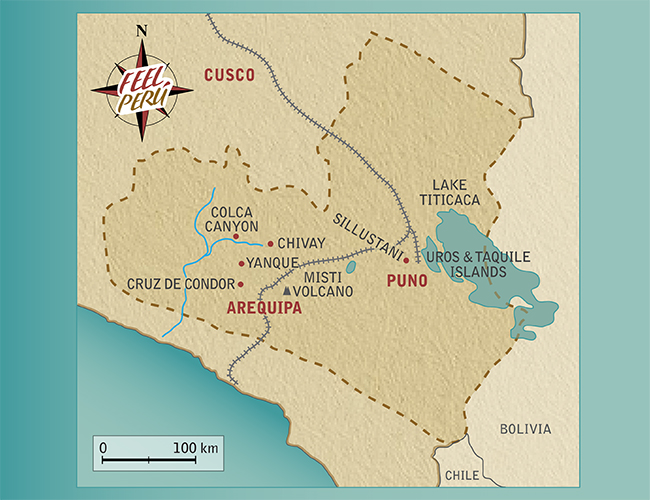 N
FEEL
PERÚ
CUSCO
LAKE
TITICACA
COLCA
CANYON
SILLUSTANI
CHIVAY
UROS & TAQUILE
ISLANDS
YANQUE
MISTI
VOLCANO
PUNO
CRUZ DE CONDOR
AREQUIPA
BOLIVIA
0 100 km
CHILE